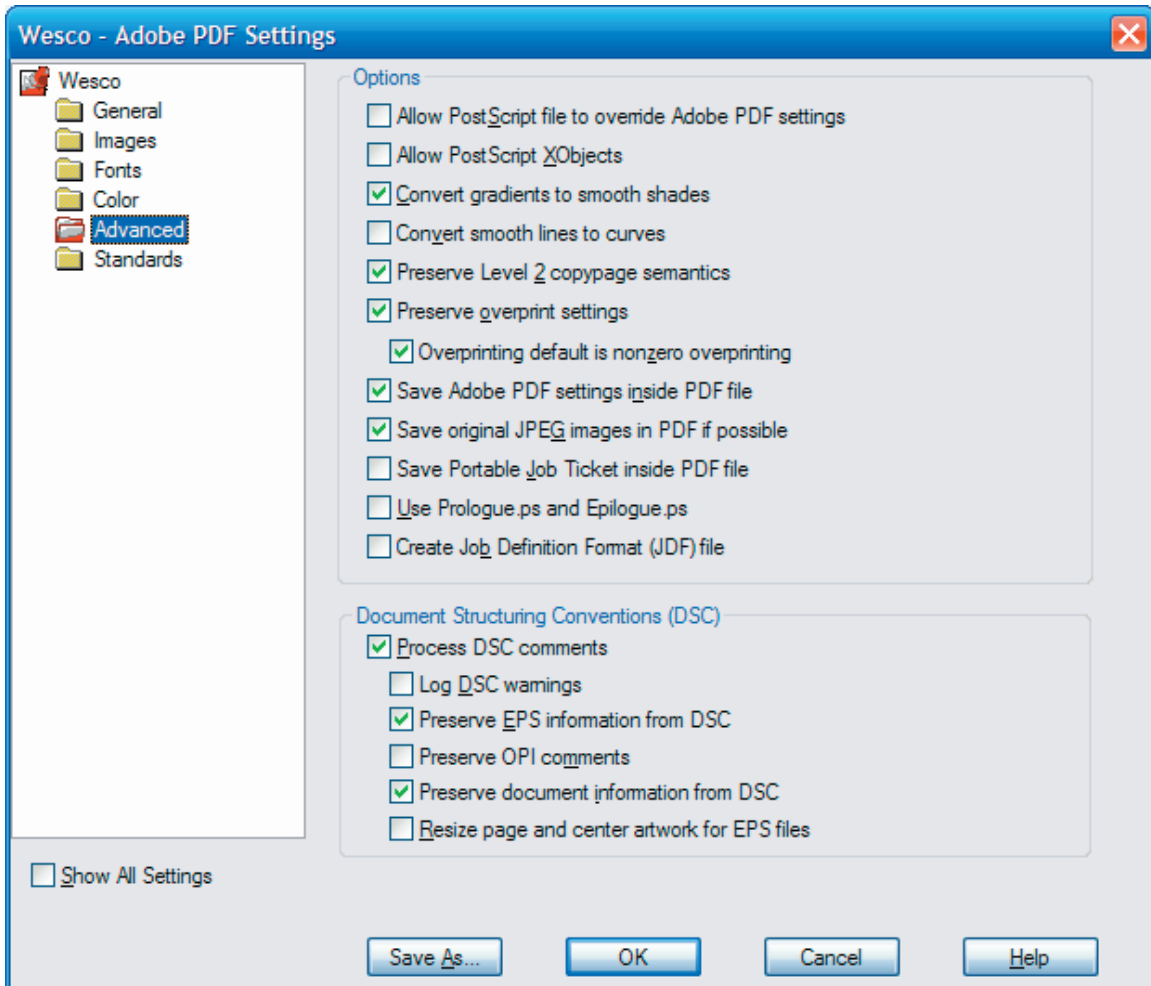 Wesco - Adobe PDF Settings
Wesco
General
Images
Fonts
Color
Advanced
Standards
Show All Settings
Options
Allow PostScript file to override Adobe PDF settings
Allow PostScript XObjects
Convert gradients to smooth shades
Convert smooth lines to curves
Preserve Level 2 copypage semantics
Preserve overprint settings
Overprinting default is nonzero overprinting
Save Adobe PDF settings inside PDF file
Save original JPEG images in PDF if possible
Save Portable Job Ticket inside PDF file
Use Prologue.ps and Epilogue.ps
Create Job Definition Format (JDF) file
Document Structuring Conventions (DSC)
Process DSC comments
Log DSC warnings
Preserve EPS information from DSC
Preserve OPI comments
Preserve document information from DSC
Resize page and center artwork for EPS files
Save As...
OK
Cancel
Help